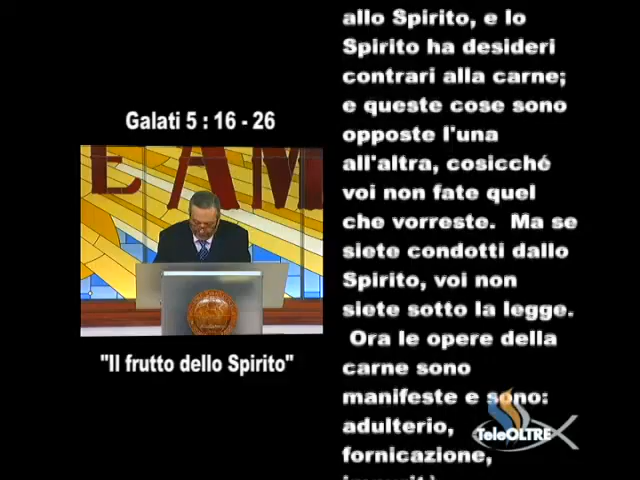 allo Spirito, e lo
Spirito ha desideri
contrari alla carne;
e queste cose sono
opposte l'una
all'altra, cosicché
voi non fate quel
che vorreste. Ma se
siete condotti dallo
Spirito, voi non
siete sotto la legge.
Ora le opere della
carne sono
manifeste e sono:
adulterio,
fornicazione,
Galati 5 : 16 - 26
E AM
"Il frutto dello Spirito"
TeleOLTRE